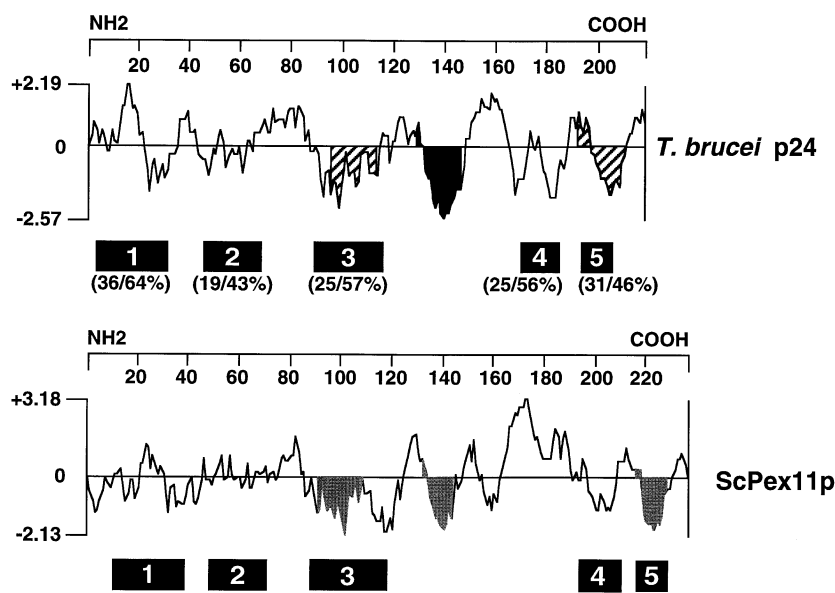 NH2 COOH
20 40 60 80 100 120 140 160 180 200
+2.19
0
-2.57
T. brucei p24
1 2 3 4 5
(36/64%) (19/43%) (25/57%) (25/56%) (31/46%)
NH2 COOH
20 40 60 80 100 120 140 160 180 200 220
+3.18
0
-2.13
ScPex11p
1 2 3 4 5